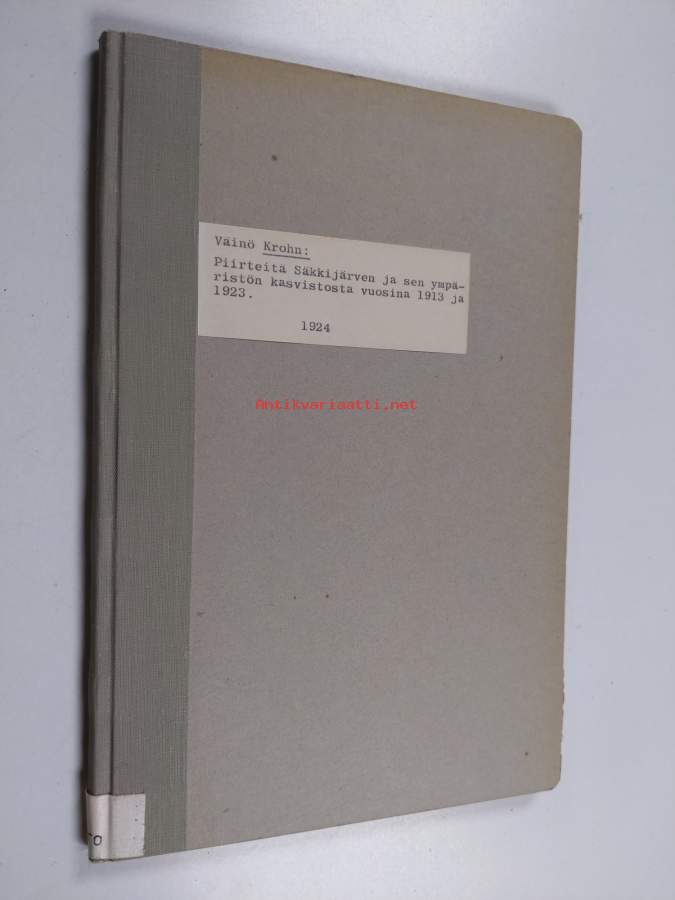 Väinö Krohn:
Piirteitä Säkkijärven ja sen ympä-
ristön kasvistosta vuosina 1913 ja
1923.
1924
Antikvariaatti.net